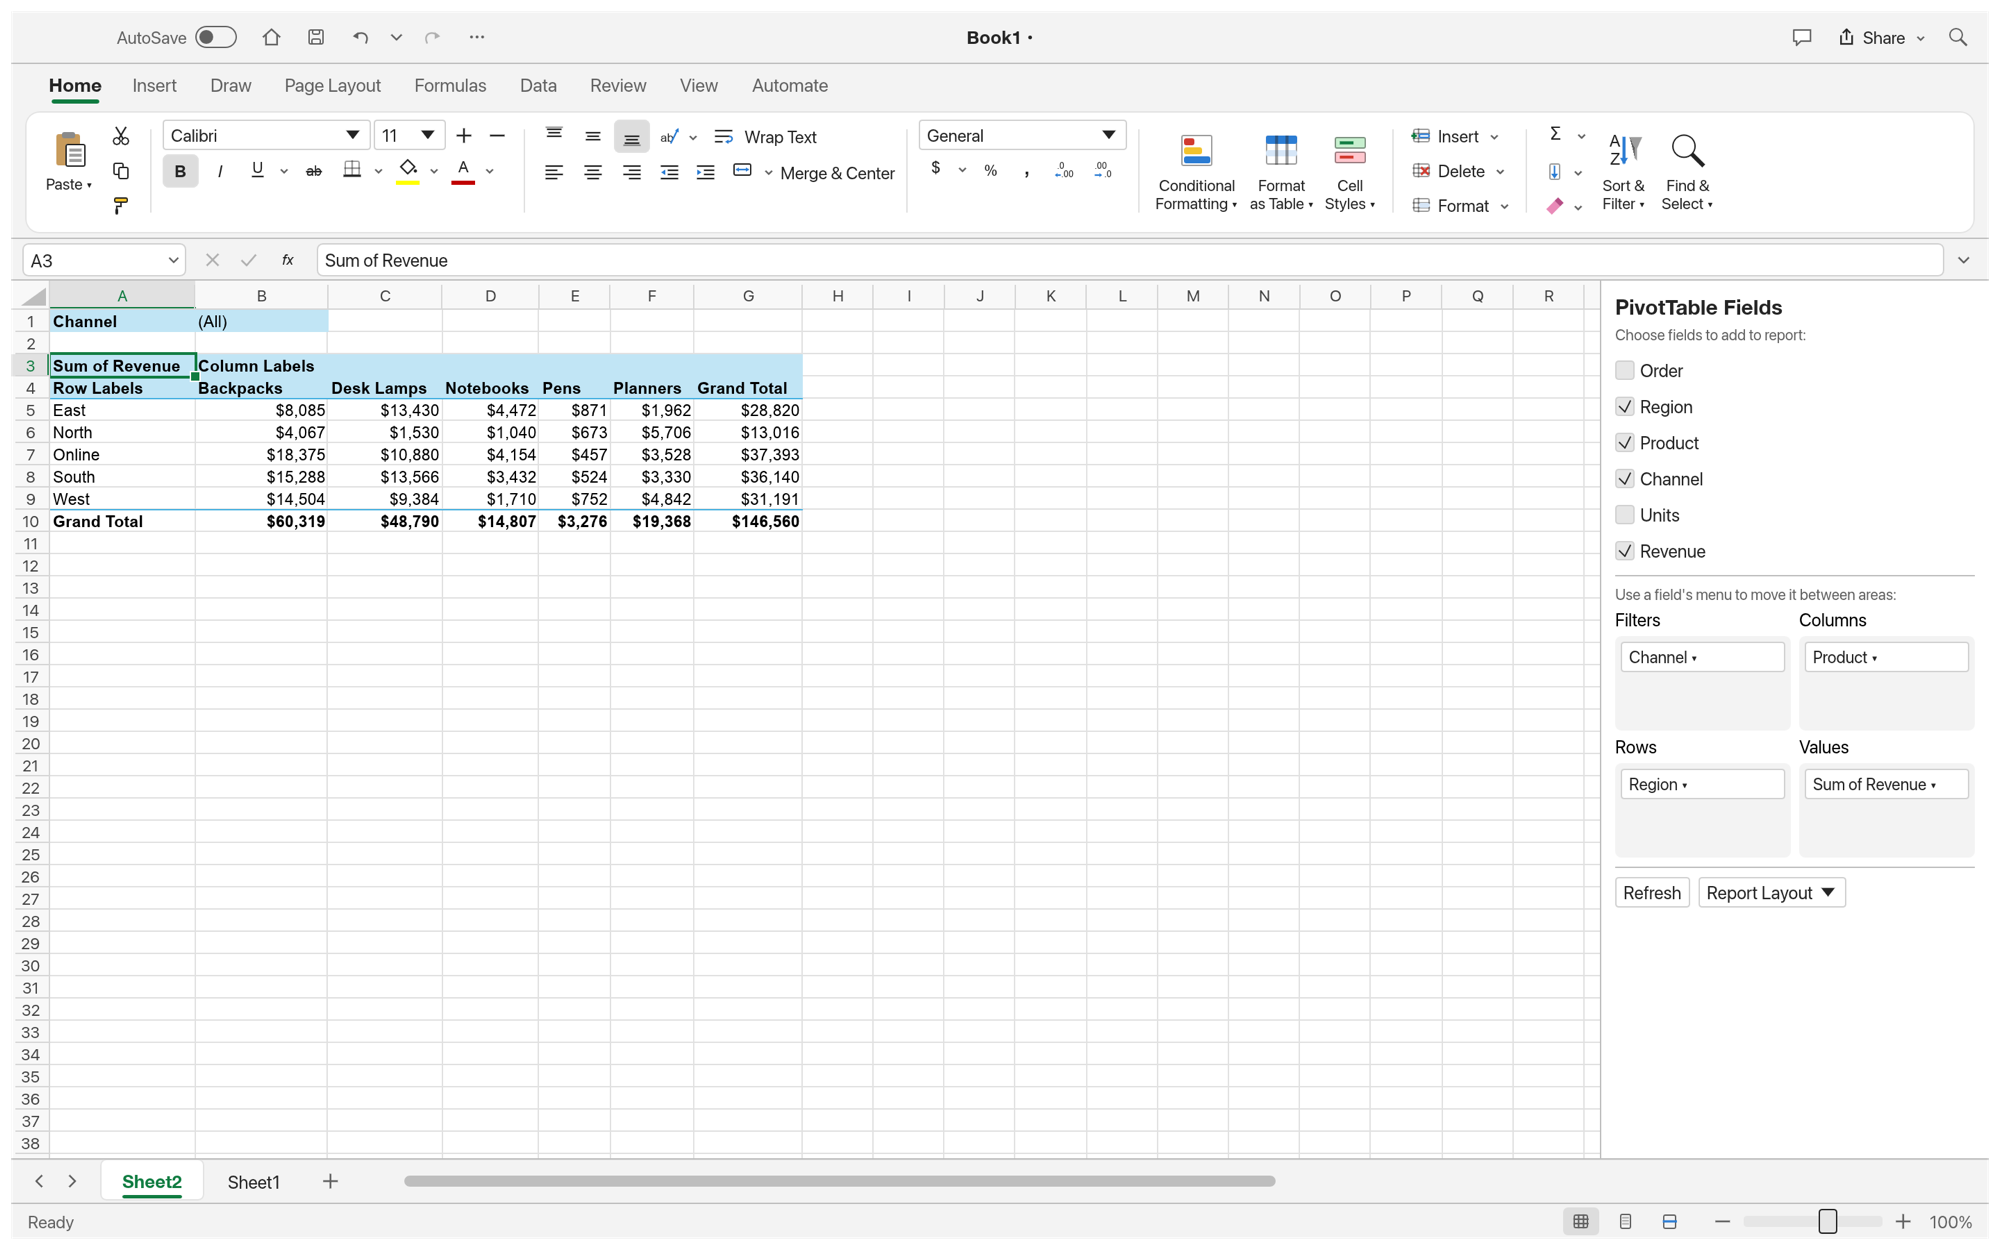 AutoSave
Book1 •
Share
Home Insert Draw Page Layout Formulas Data Review View Automate
Paste
Calibri 11
B I U ab A
ab Wrap Text
Merge & Center
General
$ % , .0 .00 .00 .0
Conditional Formatting
Format as Table
Cell Styles
Insert
Delete
Format
Σ
A Z
Sort & Filter
Find & Select
A3 fx Sum of Revenue
A B C D E F G H I J K L M N O P Q R
1 Channel (All)
2
3 Sum of Revenue Column Labels
4 Row Labels Backpacks Desk Lamps Notebooks Pens Planners Grand Total
5 East $8,085 $13,430 $4,472 $871 $1,962 $28,820
6 North $4,067 $1,530 $1,040 $673 $5,706 $13,016
7 Online $18,375 $10,880 $4,154 $457 $3,528 $37,393
8 South $15,288 $13,566 $3,432 $524 $3,330 $36,140
9 West $14,504 $9,384 $1,710 $752 $4,842 $31,191
10 Grand Total $60,319 $48,790 $14,807 $3,276 $19,368 $146,560
11
12
13
14
15
16
17
18
19
20
21
22
23
24
25
26
27
28
29
30
31
32
33
34
35
36
37
38
PivotTable Fields
Choose fields to add to report:
Order
Region
Product
Channel
Units
Revenue
Use a field's menu to move it between areas:
Filters Columns
Channel Product
Rows Values
Region Sum of Revenue
Refresh Report Layout
Sheet2 Sheet1
Ready 100%